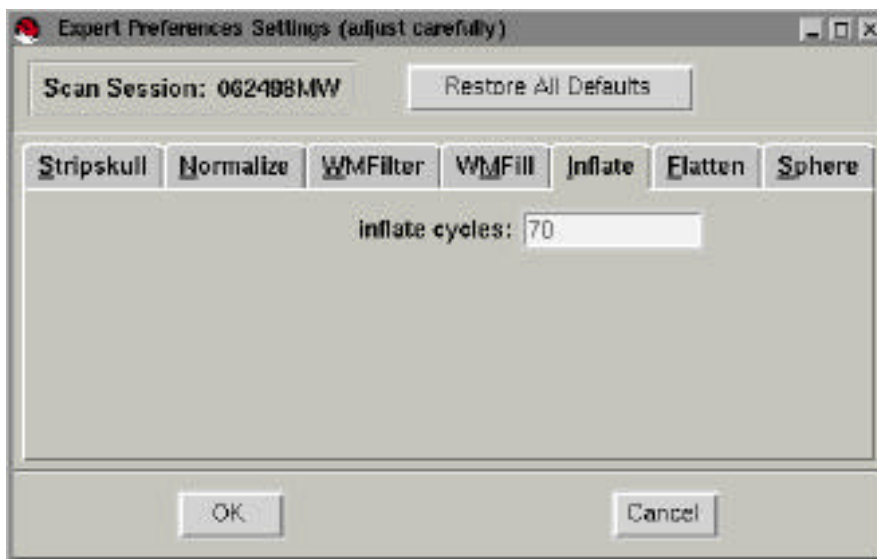 Expert Preferences Settings (adjust carefully)
Scan Session: 062498MW
Restore All Defaults
Stripskull Normalize WMFilter WMFill Inflate Flatten Sphere
inflate cycles: 70
OK Cancel